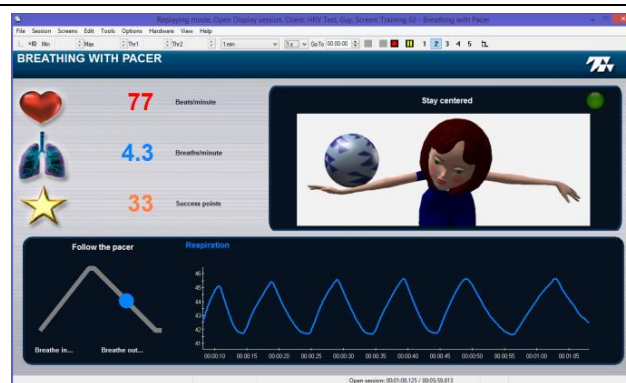 Replaying mode, Open Display session, Client: HRV Test, Guy, Screen: Training 02 - Breathing with Pacer
File Session Screens Edit Tools Options Hardware View Help
Min Max Thr1 Thr2 1 min 3 x GoTo 00:00:00 1 2 3 4 5
BREATHING WITH PACER
77 Beats/minute
4.3 Breaths/minute
33 Success points
Stay centered
Follow the pacer
Breathe in... Breathe out...
Respiration
46
45
44
43
42
41
00:00:10 00:00:15 00:00:20 00:00:25 00:00:30 00:00:35 00:00:40 00:00:45 00:00:50 00:00:55 00:01:00 00:01:05
Open session: 00:01:08.125 / 00:05:59.813